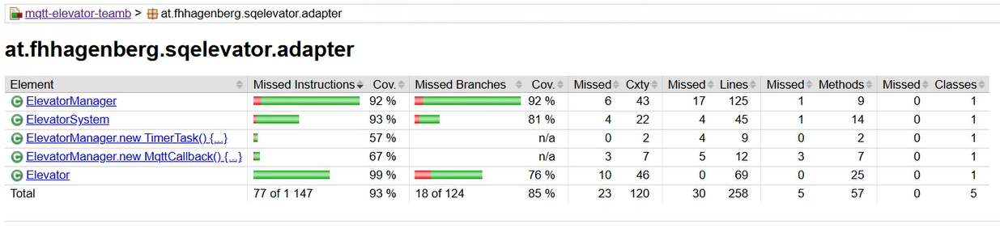 mqtt-elevator-teamb > at.fhhagenberg.sqelevator.adapter
at.fhhagenberg.sqelevator.adapter
Element Missed Instructions Cov. Missed Branches Cov. Missed Cxty Missed Lines Missed Methods Missed Classes
ElevatorManager 92 % 92 % 6 43 17 125 1 9 0 1
ElevatorSystem 93 % 81 % 4 22 4 45 1 14 0 1
ElevatorManager.new TimerTask() {...} 57 % n/a 0 2 4 9 0 2 0 1
ElevatorManager.new MqttCallback() {...} 67 % n/a 3 7 5 12 3 7 0 1
Elevator 99 % 76 % 10 46 0 69 0 25 0 1
Total 77 of 1 147 93 % 18 of 124 85 % 23 120 30 258 5 57 0 5